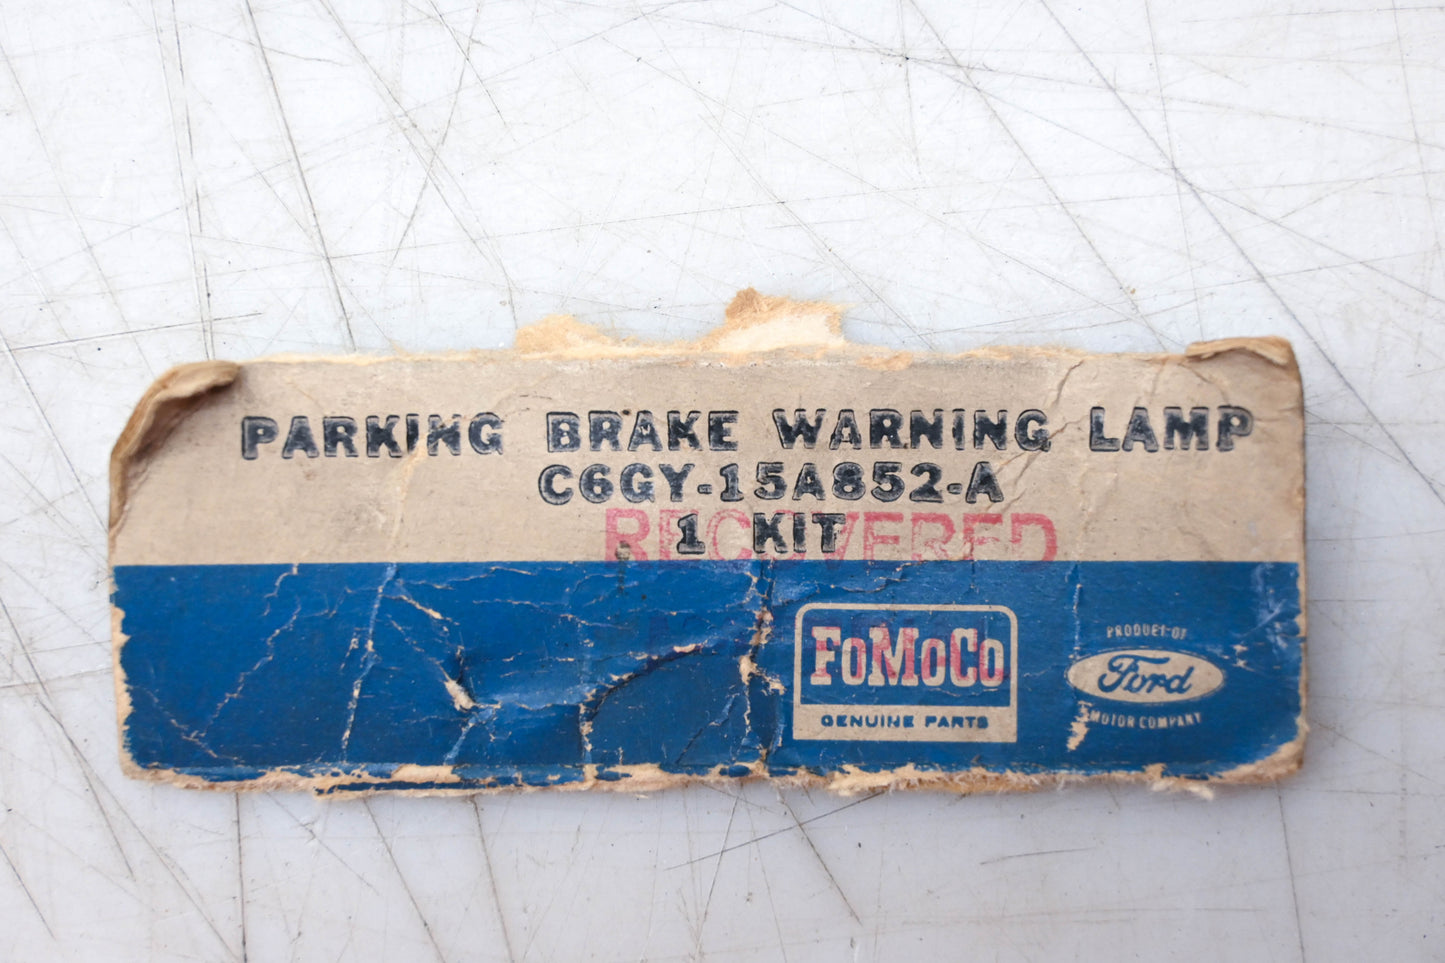 PARKING BRAKE WARNING LAMP
C6GY-15A852-A
1 KIT
RECOVERED
FOMOCO
GENUINE PARTS
PRODUCT OF
Ford
MOTOR COMPANY